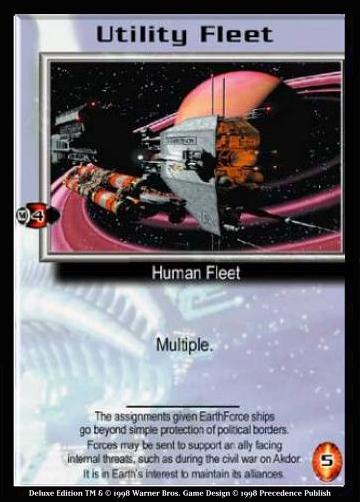 Utility Fleet
M 4
Human Fleet
Multiple.
The assignments given EarthForce ships
go beyond simple protection of political borders.
Forces may be sent to support an ally facing
internal threats, such as during the civil war on Akdor.
It is in Earth's interest to maintain its alliances.
5
Deluxe Edition TM & © 1998 Warner Bros. Game Design © 1998 Precedence Publish